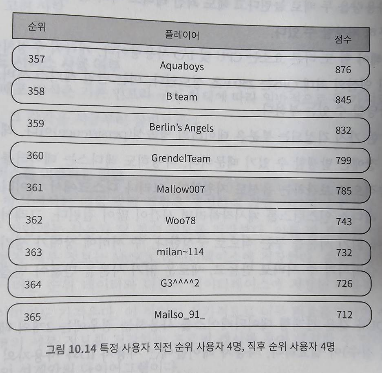 순위 플레이어 점수
357 Aquaboys 876
358 B team 845
359 Berlin's Angels 832
360 GrendelTeam 799
361 Mallow007 785
362 Woo78 743
363 milan~114 732
364 G3^^^^2 726
365 Mailso_91_ 712
그림 10.14 특정 사용자 직전 순위 사용자 4명, 직후 순위 사용자 4명